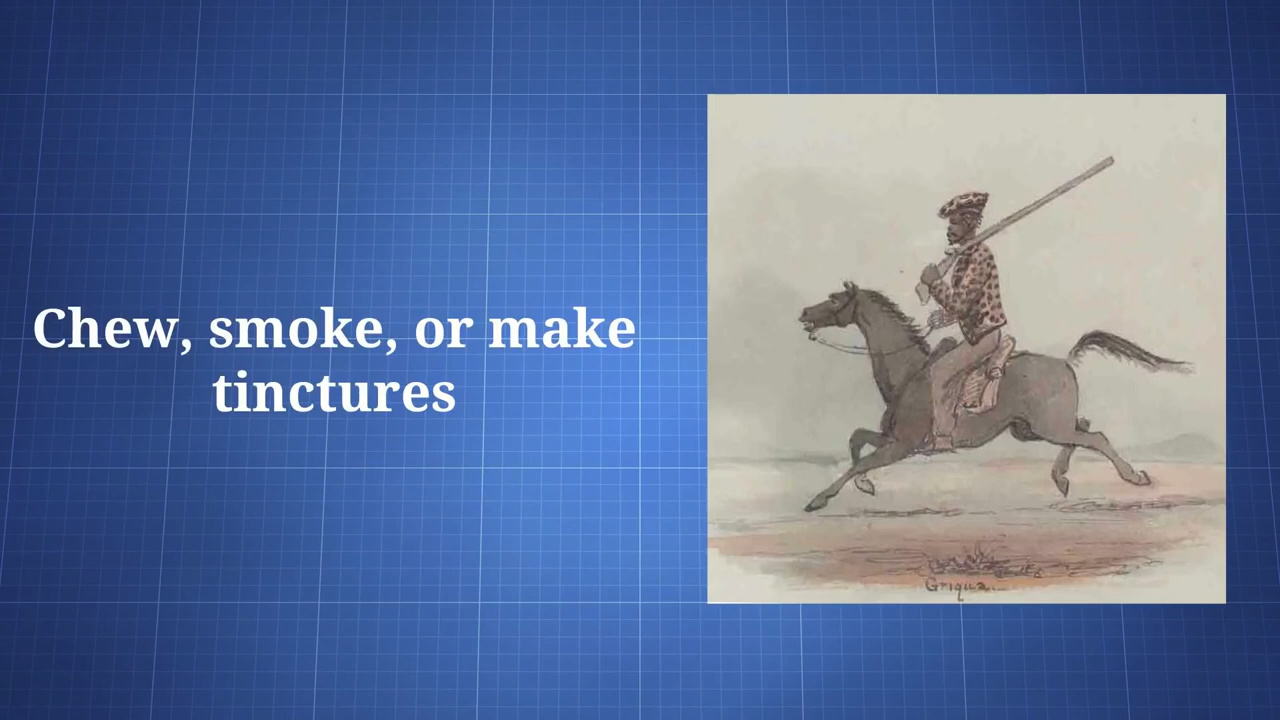 Chew, smoke, or make
tinctures
Griqua